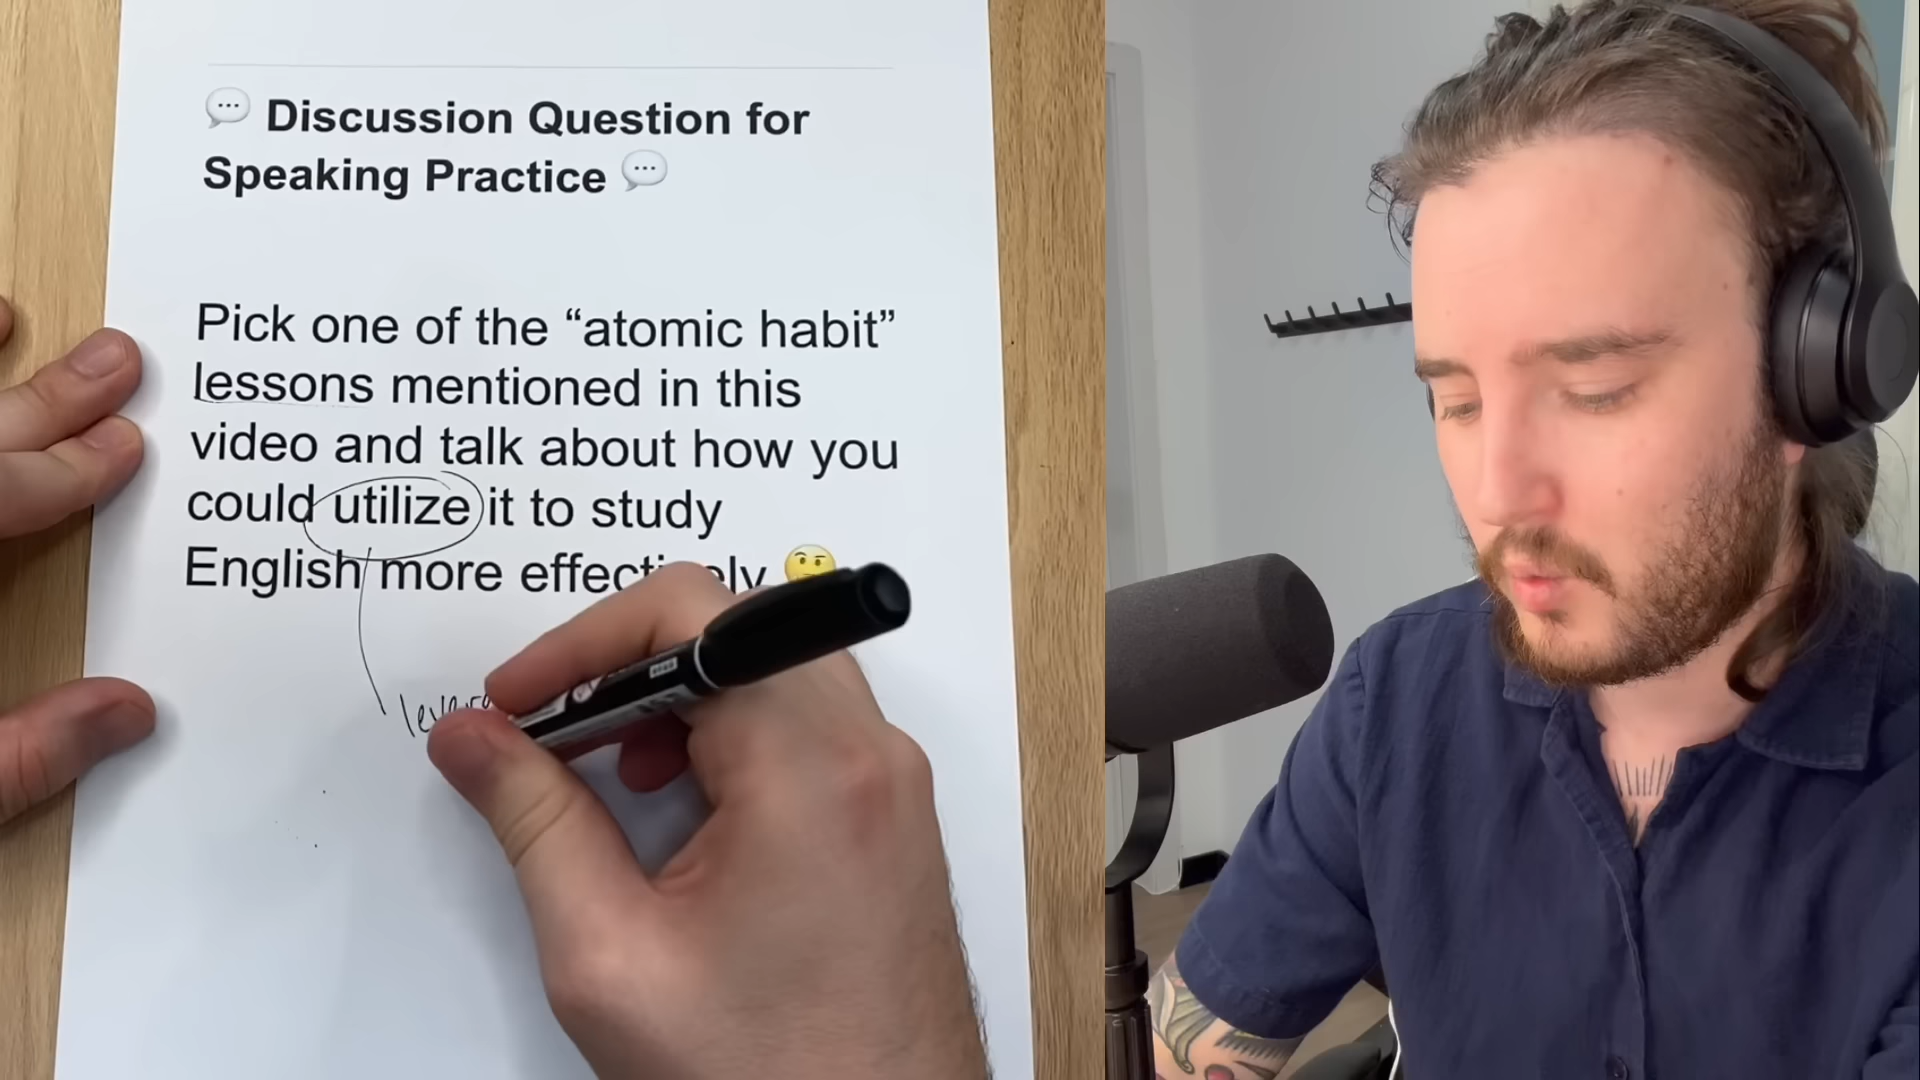 Discussion Question for
Speaking Practice
Pick one of the “atomic habit”
lessons mentioned in this
video and talk about how you
could utilize it to study
English more